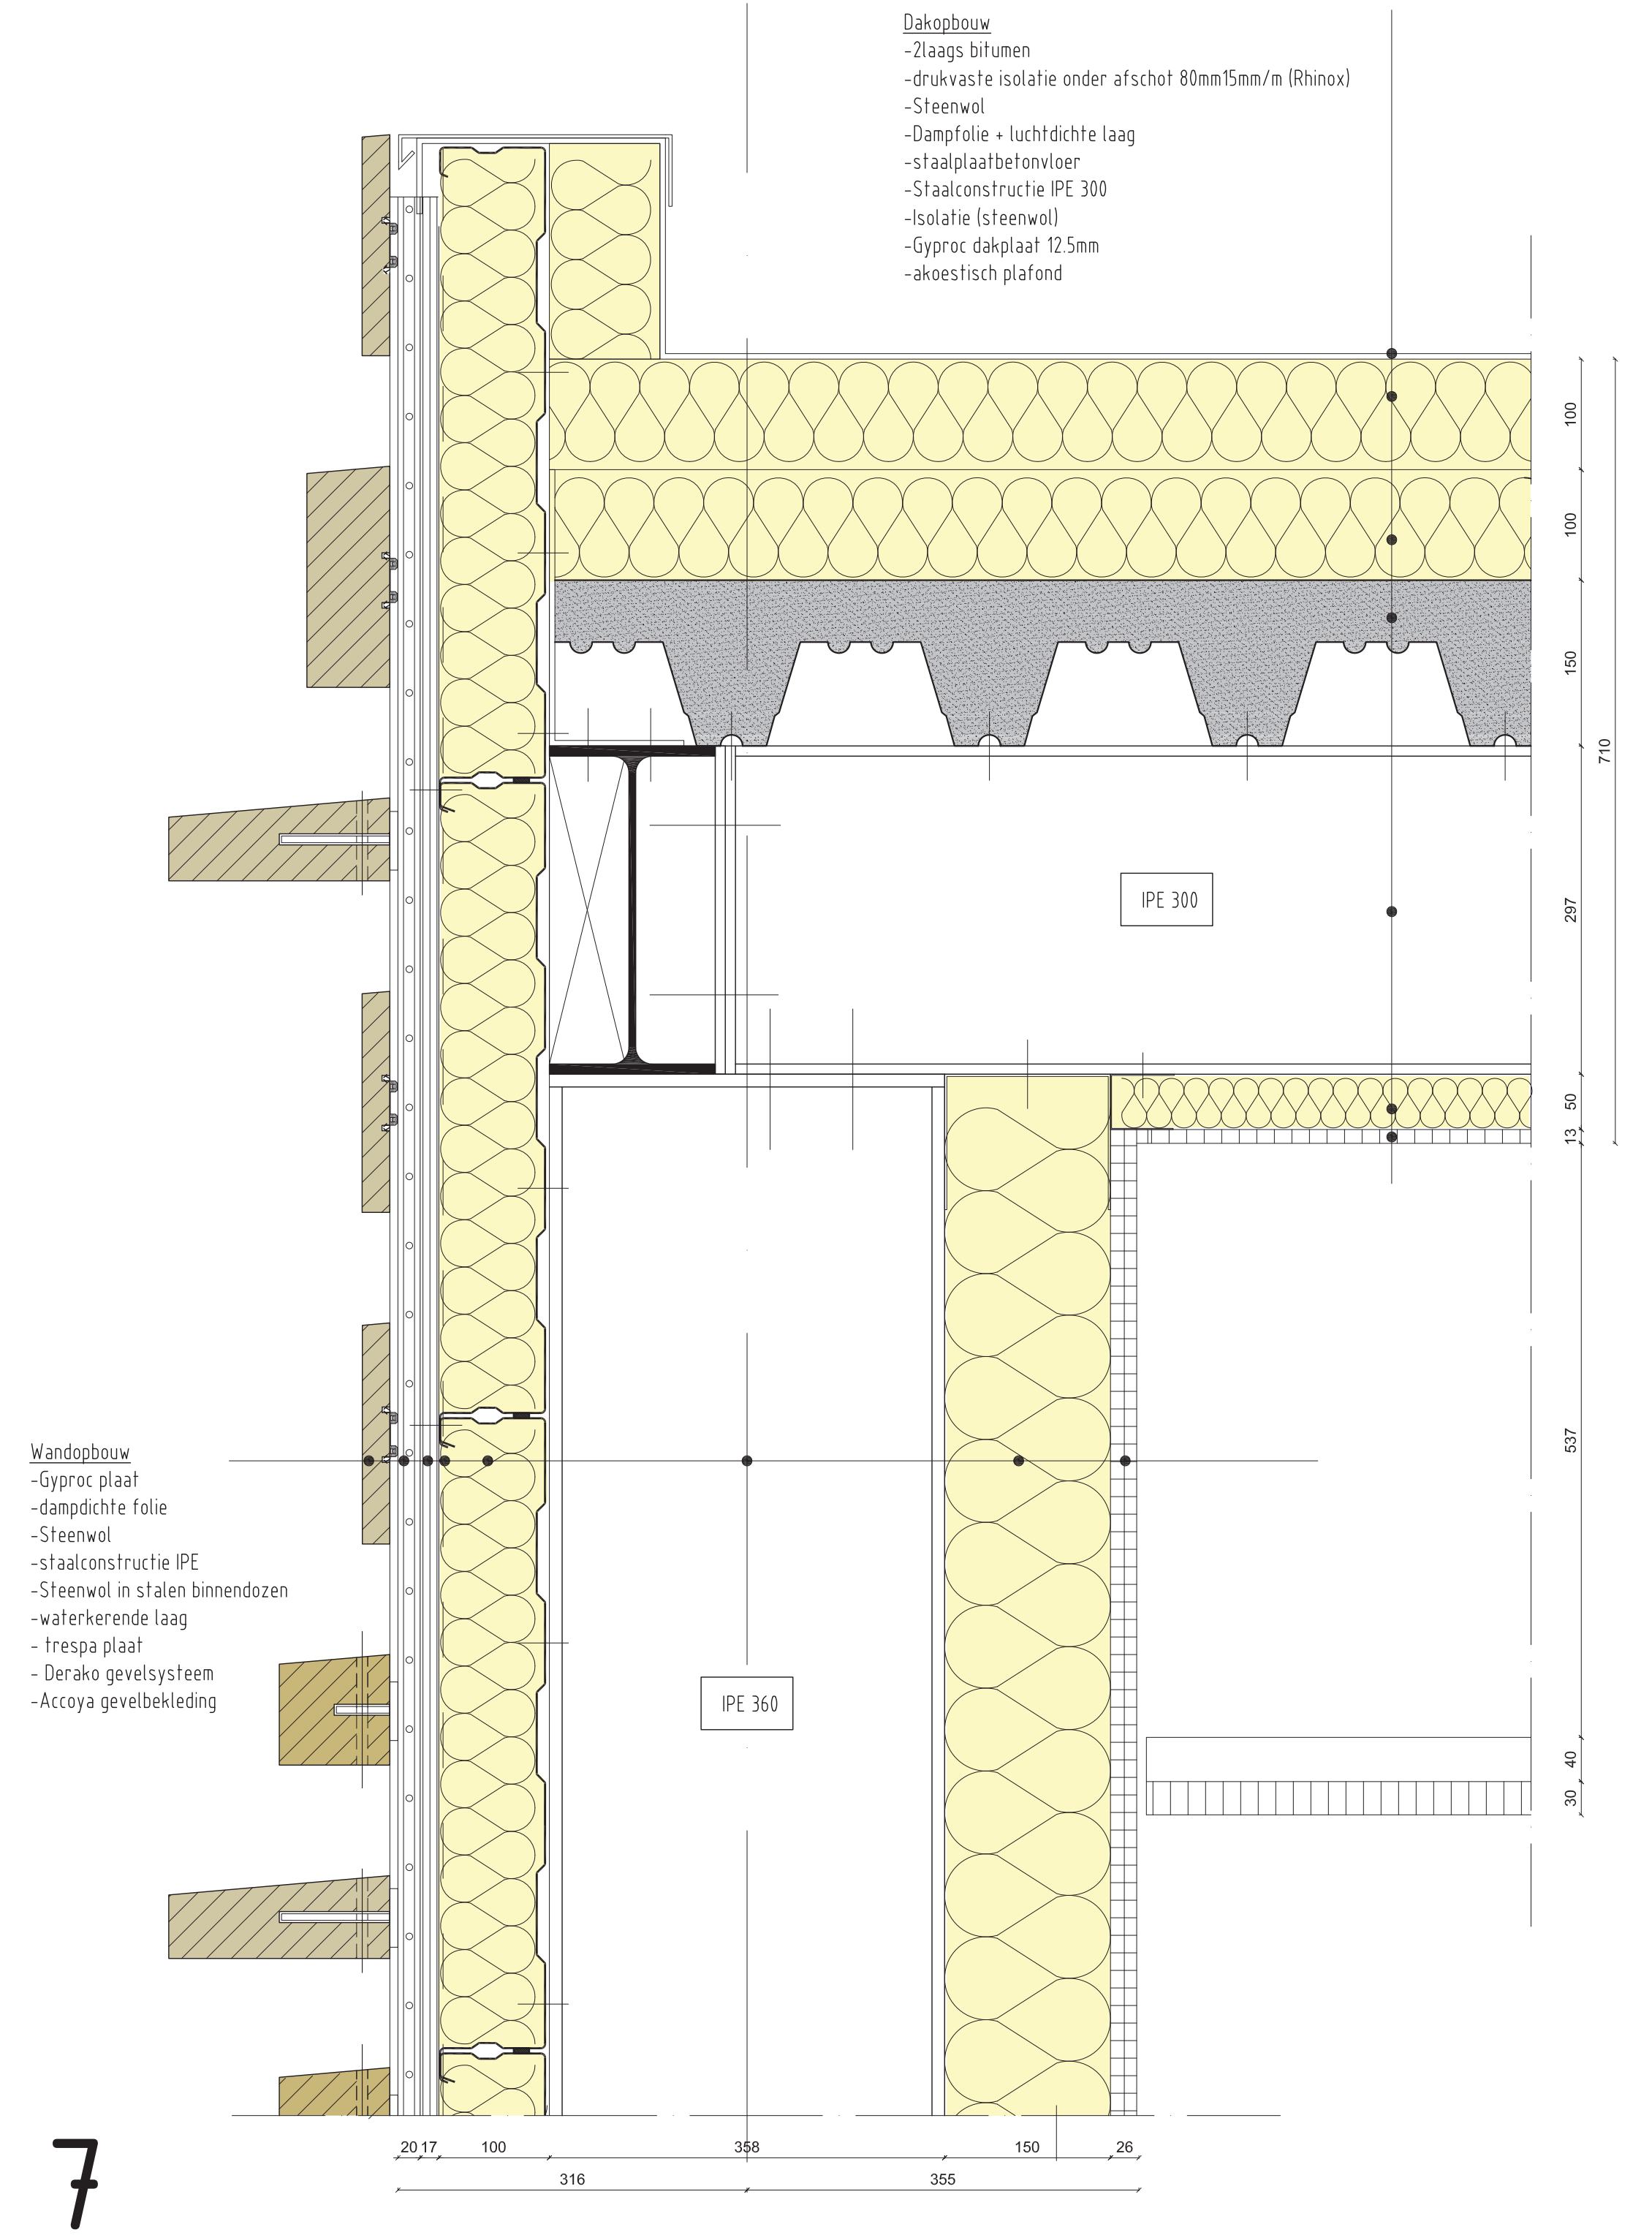 Dakopbouw
-2laags bitumen
-drukvaste isolatie onder afschot 80mm15mm/m (Rhinox)
-Steenwol
-Dampfolie + luchtdichte laag
-staalplaatbetonvloer
-Staalconstructie IPE 300
-Isolatie (steenwol)
-Gyproc dakplaat 12.5mm
-akoestisch plafond
100
100
150
710
IPE 300
297
50
13
537
Wandopbouw
-Gyproc plaat
-dampdichte folie
-Steenwol
-staalconstructie IPE
-Steenwol in stalen binnendozen
-waterkerende laag
- trespa plaat
- Derako gevelsysteem
-Accoya gevelbekleding
IPE 360
40
30
20 17 100 358 150 26
316 355
7